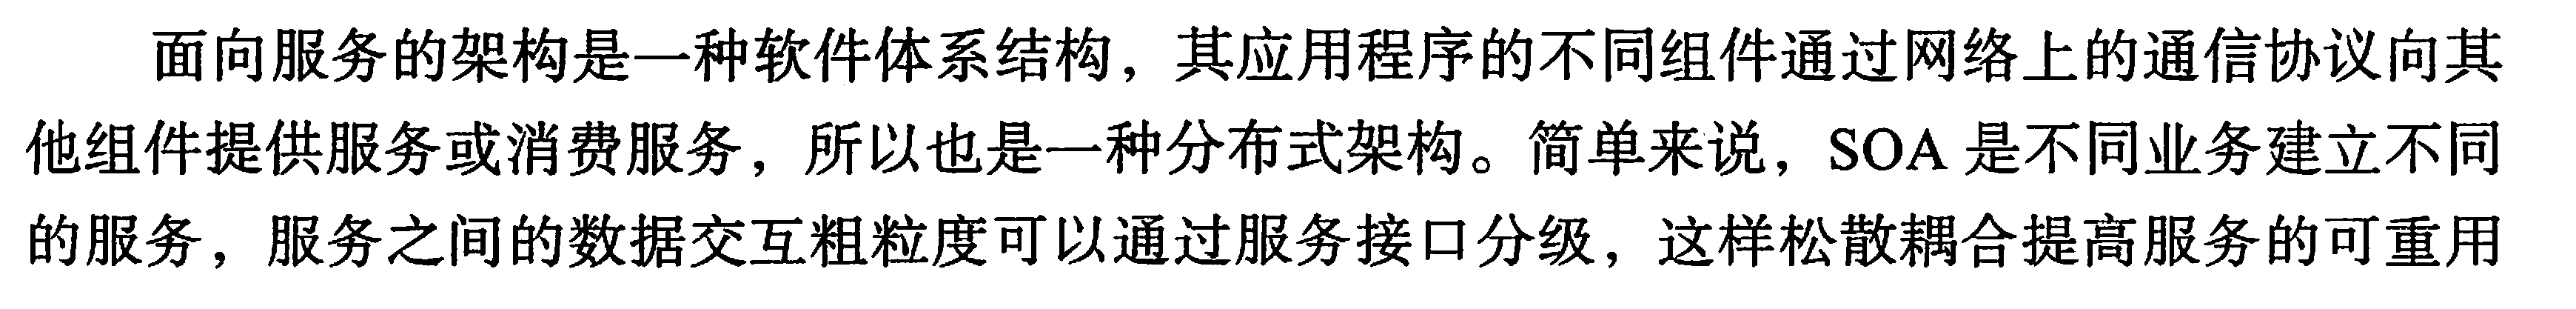 面向服务的架构是一种软件体系结构，其应用程序的不同组件通过网络上的通信协议向其
他组件提供服务或消费服务，所以也是一种分布式架构。简单来说，SOA 是不同业务建立不同
的服务，服务之间的数据交互粗粒度可以通过服务接口分级，这样松散耦合提高服务的可重用